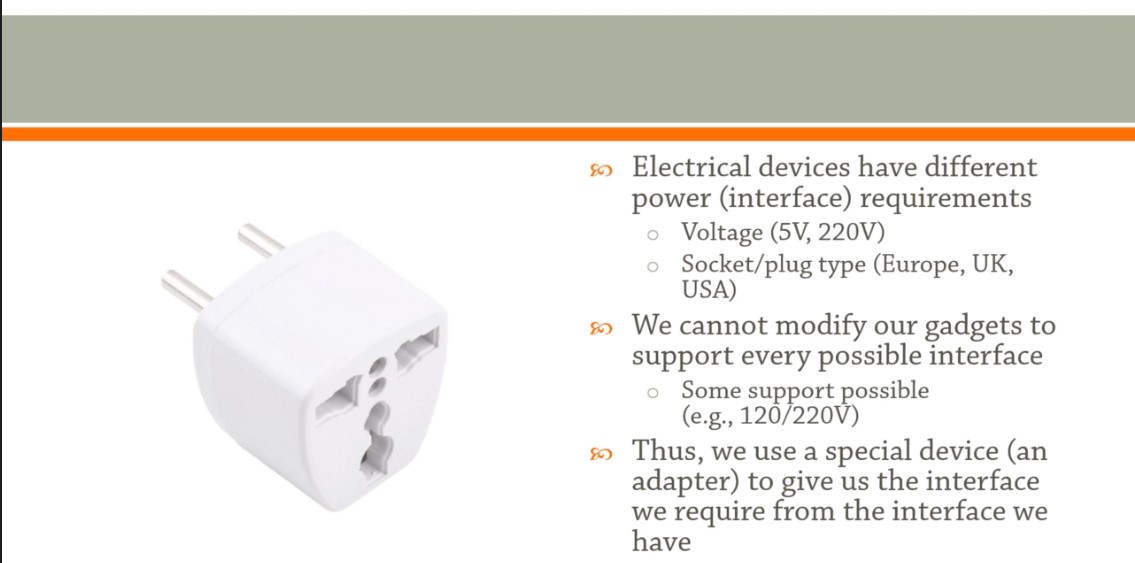 Electrical devices have different
power (interface) requirements
Voltage (5V, 220V)
Socket/plug type (Europe, UK,
USA)
We cannot modify our gadgets to
support every possible interface
Some support possible
(e.g., 120/220V)
Thus, we use a special device (an
adapter) to give us the interface
we require from the interface we
have